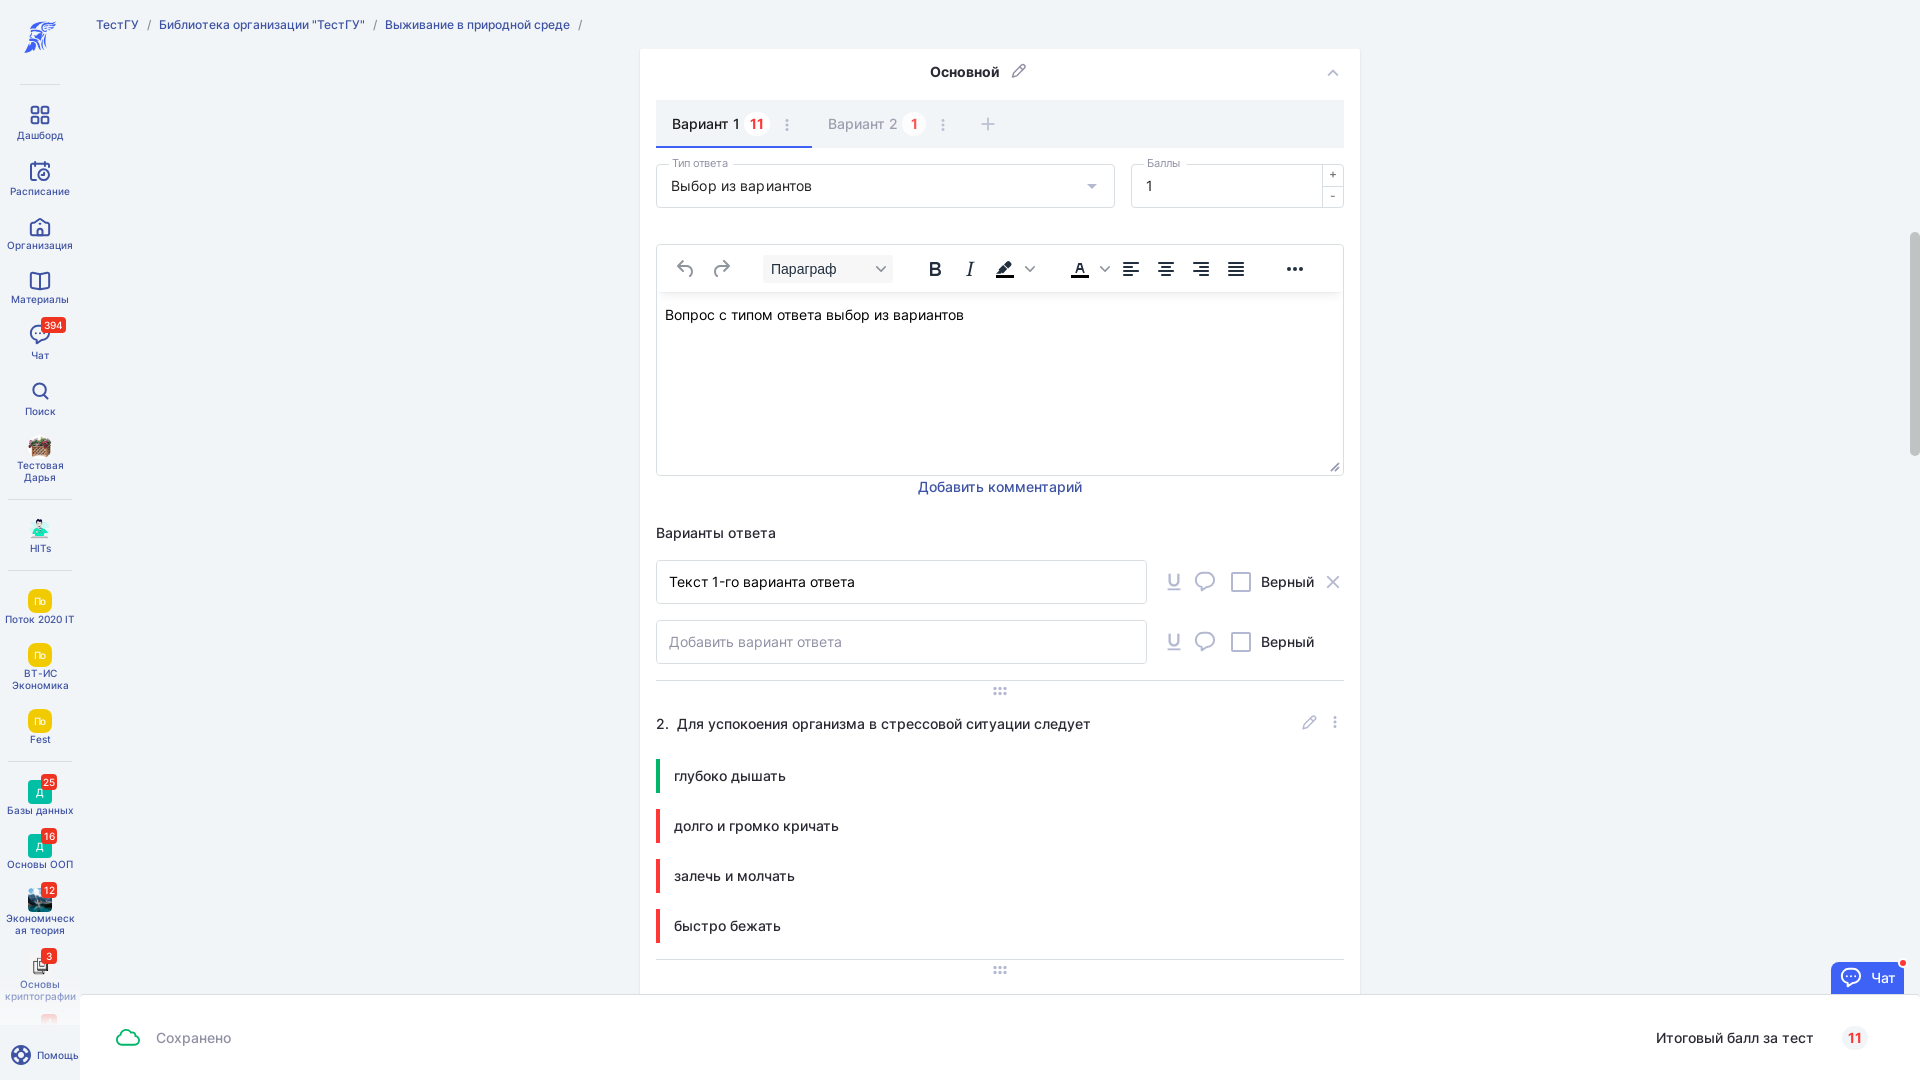 ТестГУ / Библиотека организации "ТестГУ" / Выживание в природной среде /
Дашборд
Расписание
Организация
Материалы
394
Чат
Поиск
Тестовая
Дарья
HITs
По
Поток 2020 IT
По
ВТ-ИС
Экономика
По
Fest
25
Д
Базы данных
16
Д
Основы ООП
12
Экономическ
ая теория
3
Основы
криптографии
Помощь
Основной
Вариант 1 11
Вариант 2 1
Тип ответа
Выбор из вариантов
Баллы
1
+
-
Параграф
Вопрос с типом ответа выбор из вариантов
Добавить комментарий
Варианты ответа
Текст 1-го варианта ответа
Верный
Добавить вариант ответа
Верный
2. Для успокоения организма в стрессовой ситуации следует
глубоко дышать
долго и громко кричать
залечь и молчать
быстро бежать
Чат
Сохранено
Итоговый балл за тест 11